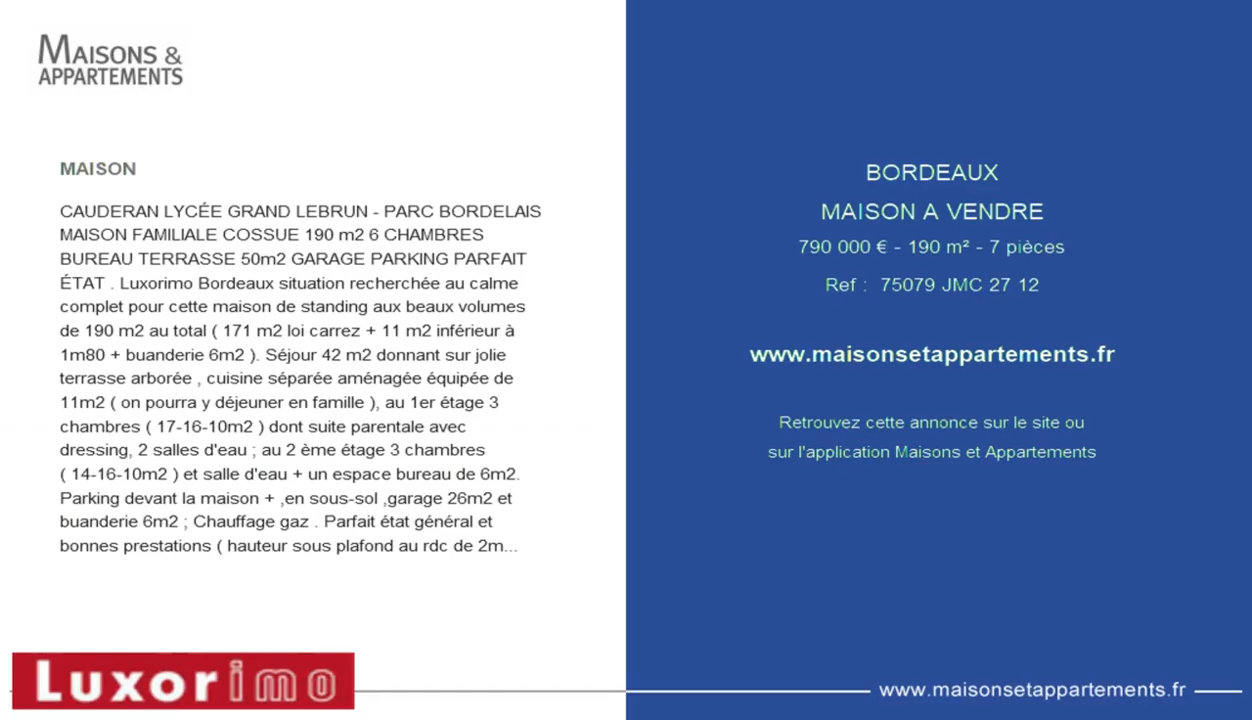 MAISONS &
APPARTEMENTS
MAISON
CAUDERAN LYCÉE GRAND LEBRUN - PARC BORDELAIS
MAISON FAMILIALE COSSUE 190 m2 6 CHAMBRES
BUREAU TERRASSE 50m2 GARAGE PARKING PARFAIT
ÉTAT . Luxorimo Bordeaux situation recherchée au calme
complet pour cette maison de standing aux beaux volumes
de 190 m2 au total ( 171 m2 loi carrez + 11 m2 inférieur à
1m80 + buanderie 6m2 ). Séjour 42 m2 donnant sur jolie
terrasse arborée , cuisine séparée aménagée équipée de
11m2 ( on pourra y déjeuner en famille ), au 1er étage 3
chambres ( 17-16-10m2 ) dont suite parentale avec
dressing, 2 salles d'eau ; au 2 ème étage 3 chambres
( 14-16-10m2 ) et salle d'eau + un espace bureau de 6m2.
Parking devant la maison + ,en sous-sol ,garage 26m2 et
buanderie 6m2 ; Chauffage gaz . Parfait état général et
bonnes prestations ( hauteur sous plafond au rdc de 2m...
Luxorimo
BORDEAUX
MAISON A VENDRE
790 000 € - 190 m² - 7 pièces
Ref : 75079 JMC 27 12
www.maisonsetappartements.fr
Retrouvez cette annonce sur le site ou
sur l'application Maisons et Appartements
www.maisonsetappartements.fr